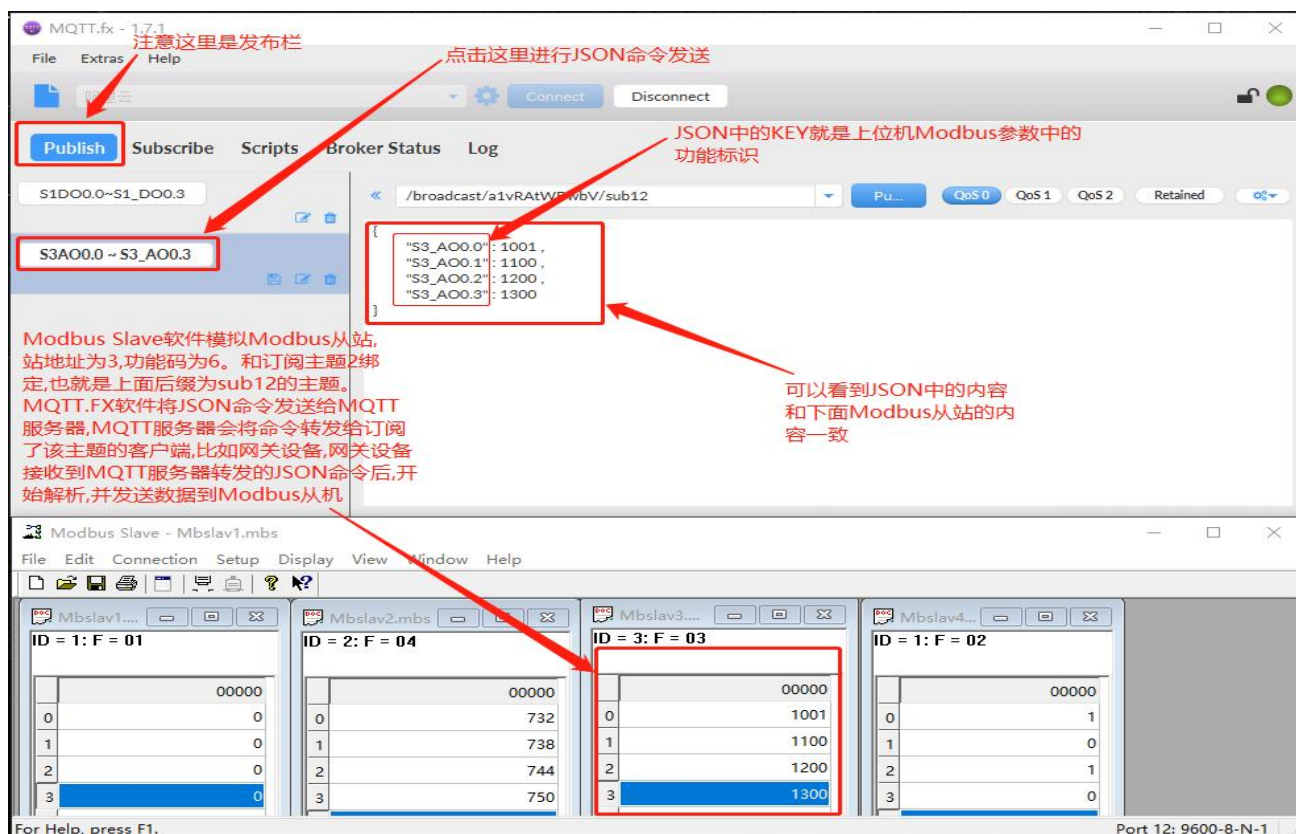 MQTT.fx - 1.7.1
注意这里是发布栏
File Extras Help
点击这里进行JSON命令发送
Connect Disconnect
JSON中的KEY就是上位机Modbus参数中的
功能标识
Publish Subscribe Scripts Broker Status Log
S1DO0.0~S1_DO0.3
/sub12
Pu... QoS 0 QoS 1 QoS 2 Retained
S3AO0.0 ~ S3_AO0.3
{
"S3_AO0.0" : 1001 ,
"S3_AO0.1" : 1100 ,
"S3_AO0.2" : 1200 ,
"S3_AO0.3" : 1300
}
Modbus Slave软件模拟Modbus从站,
站地址为3,功能码为6。和订阅主题2绑
定,也就是上面后缀为sub12的主题。
MQTT.FX软件将JSON命令发送给MQTT
服务器,MQTT服务器会将命令转发给订阅
了该主题的客户端,比如网关设备,网关设备
接收到MQTT服务器转发的JSON命令后,开
始解析,并发送数据到Modbus从机
可以看到JSON中的内容
和下面Modbus从站的内
容一致
Modbus Slave - Mbslav1.mbs
File Edit Connection Setup Display View Window Help
Mbslav1.... Mbslav2.mbs Mbslav3.... Mbslav4...
ID = 1: F = 01 ID = 2: F = 04 ID = 3: F = 03 ID = 1: F = 02
00000 00000 00000 00000
0 0 0 732 0 1001 0 1
1 0 1 738 1 1100 1 0
2 0 2 744 2 1200 2 1
3 0 3 750 3 1300 3 0
For Help, press F1. Port 12: 9600-8-N-1